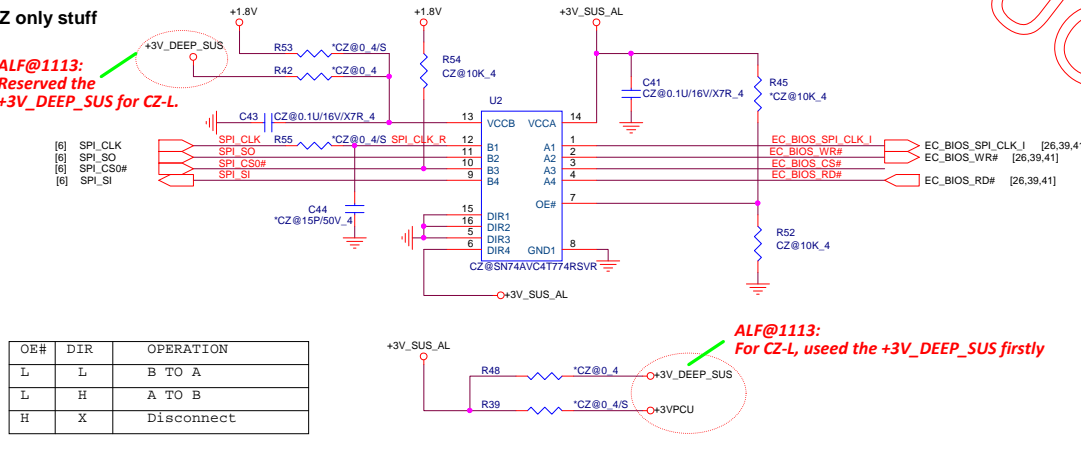 Z only stuff
+1.8V
+1.8V
+3V_SUS_AL
+3V_DEEP_SUS
ALF@1113:
Reserved the
+3V_DEEP_SUS for CZ-L.
R53 *CZ@0_4/S
R42 *CZ@0_4
R54
CZ@10K_4
C41
CZ@0.1U/16V/X7R_4
R45
*CZ@10K_4
U2
C43 CZ@0.1U/16V/X7R_4
13 VCCB VCCA 14
[6] SPI_CLK SPI_CLK R55 *CZ@0_4/S SPI_CLK_R 12 B1 A1 1 EC_BIOS_SPI_CLK_I EC_BIOS_SPI_CLK_I [26,39,41
[6] SPI_SO SPI_SO 11 B2 A2 2 EC_BIOS_WR# EC_BIOS_WR# [26,39,41]
[6] SPI_CS0# SPI_CS0# 10 B3 A3 3 EC_BIOS_CS#
[6] SPI_SI SPI_SI 9 B4 A4 4 EC_BIOS_RD# EC_BIOS_RD# [26,39,41]
OE# 7
C44
*CZ@15P/50V_4
15 DIR1
16 DIR2
5 DIR3
6 DIR4 GND1 8
R52
CZ@10K_4
CZ@SN74AVC4T774RSVR
+3V_SUS_AL
OE# DIR OPERATION
L L B TO A
L H A TO B
H X Disconnect
+3V_SUS_AL
ALF@1113:
For CZ-L, useed the +3V_DEEP_SUS firstly
R48 *CZ@0_4 +3V_DEEP_SUS
R39 *CZ@0_4/S +3VPCU